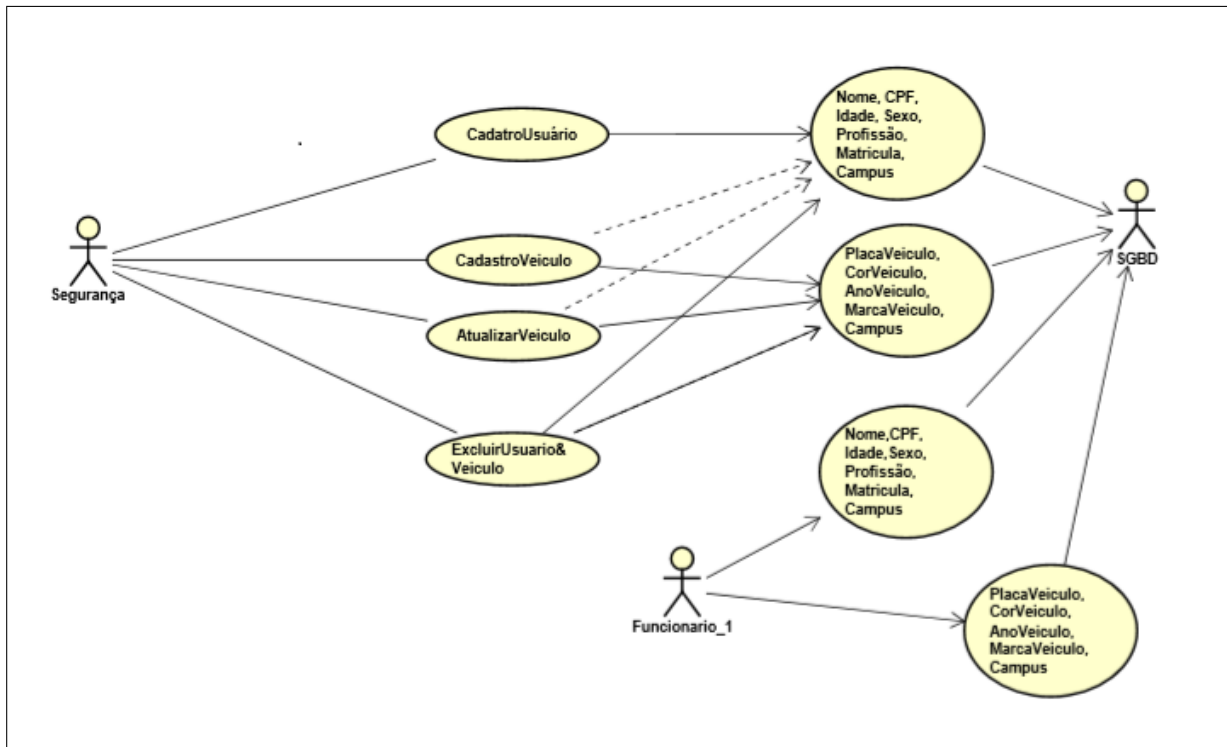 CadatroUsuário
Nome, CPF,
Idade, Sexo,
Profissão,
Matricula,
Campus
Segurança
CadastroVeiculo
PlacaVeiculo,
CorVeiculo,
AnoVeiculo,
MarcaVeiculo,
Campus
SGBD
AtualizarVeiculo
ExcluirUsuario&
Veiculo
Nome,CPF,
Idade,Sexo,
Profissão,
Matricula,
Campus
Funcionario_1
PlacaVeiculo,
CorVeiculo,
AnoVeiculo,
MarcaVeiculo,
Campus